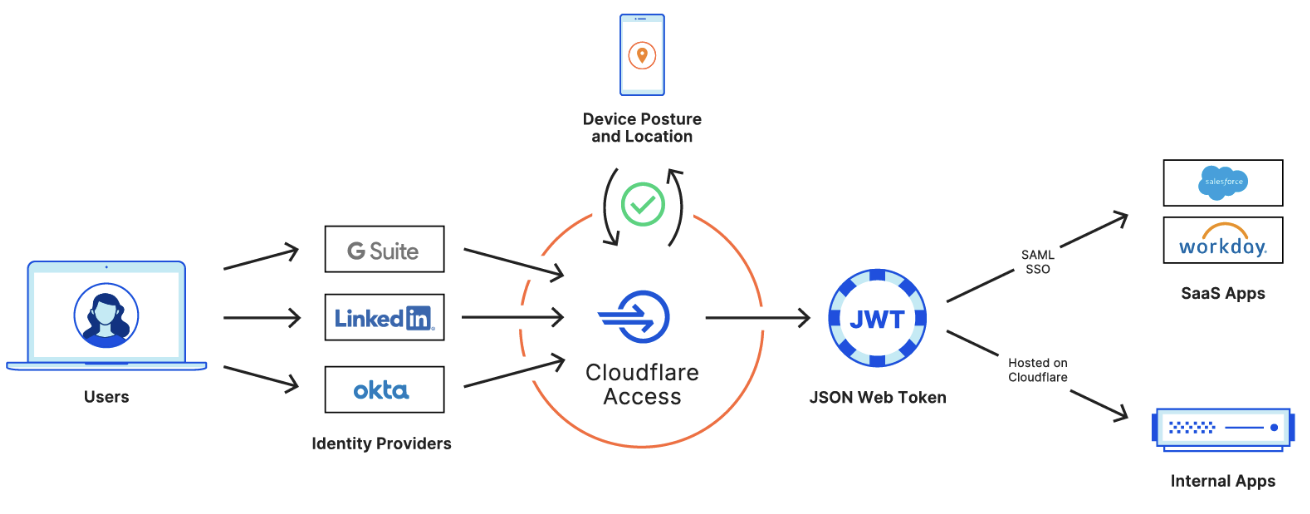 Device Posture
and Location
G Suite
LinkedIn
okta
Users
Identity Providers
Cloudflare
Access
JWT
JSON Web Token
SAML
SSO
Hosted on
Cloudflare
salesforce
workday.
SaaS Apps
Internal Apps